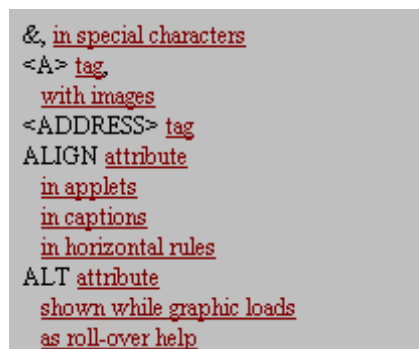 &, in special characters
<A> tag,
with images
<ADDRESS> tag
ALIGN attribute
in applets
in captions
in horizontal rules
ALT attribute
shown while graphic loads
as roll-over help